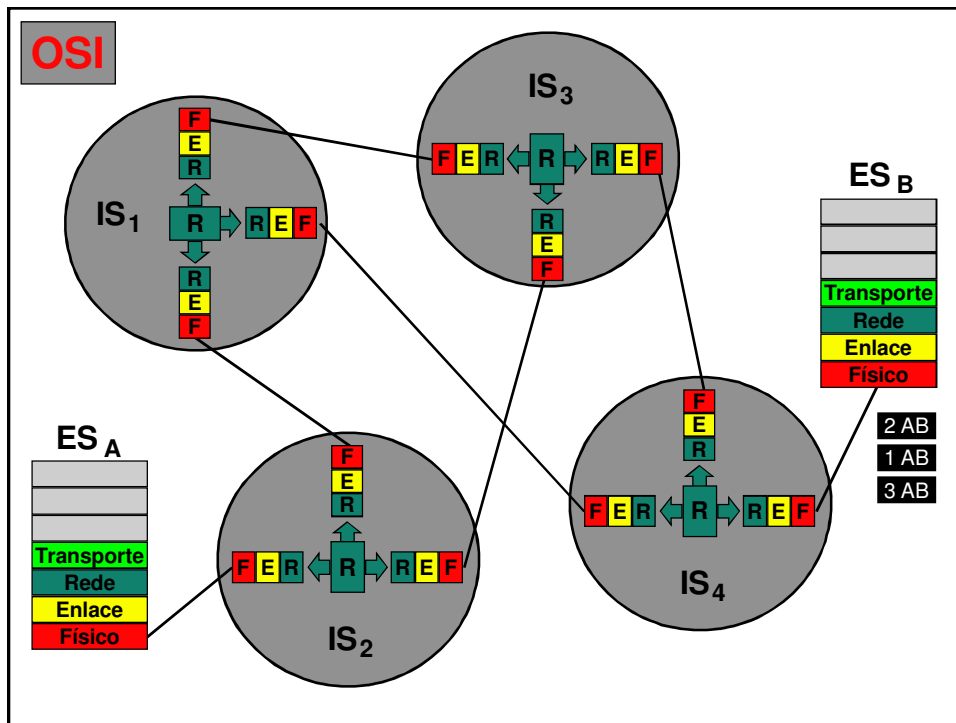 OSI
IS1
F
E
R
R
R E F
R
E
F
IS3
F E R
R
R E F
R
E
F
ES B
Transporte
Rede
Enlace
Físico
2 AB
1 AB
3 AB
ES A
Transporte
Rede
Enlace
Físico
F
E
R
F E R
R
R E F
IS2
F
E
R
F E R
R
R E F
IS4